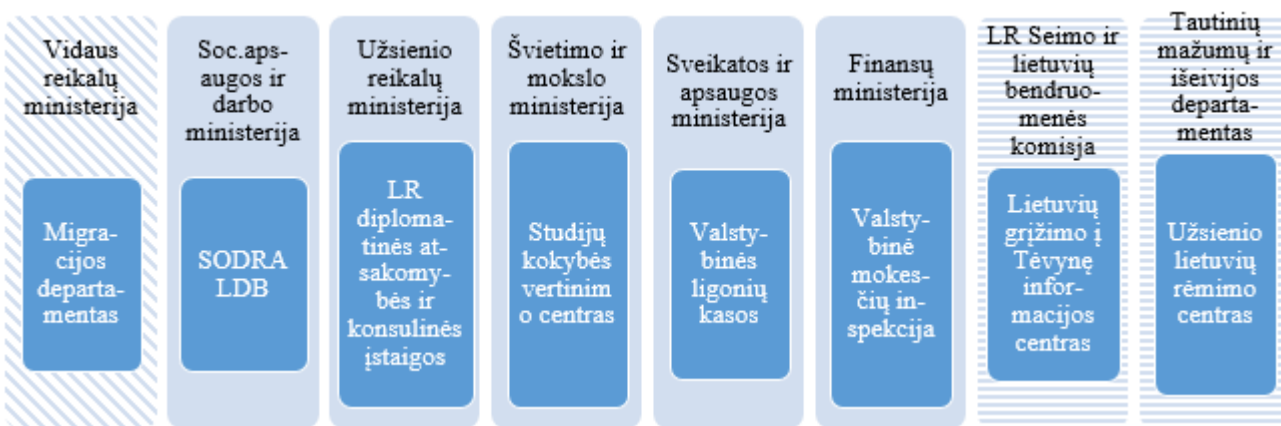 Vidaus
reikalų
ministerija
Migra-
cijos
departa-
mentas
Soc.aps-
augos ir
darbo
ministerija
SODRA
LDB
Užsienio
reikalų
ministerija
LR
diploma-
tinės at-
sakomy-
bės ir
konsulinės
įstaigos
Švietimo ir
mokslo
ministerija
Studijų
kokybės
vertinim
o centras
Sveikatos ir
apsaugos
ministerija
Valsty-
binės
ligonių
kasos
Finansų
ministerija
Valsty-
binė
mokes-
čių in-
spekcija
LR Seimo ir
lietuvių
bendruo-
menės
komisja
Lietuvių
grįžimo į
Tėvynę
infor-
macijos
centras
Tautinių
mažumų ir
išeivijos
departa-
mentas
Užsienio
lietuvių
rėmimo
centras